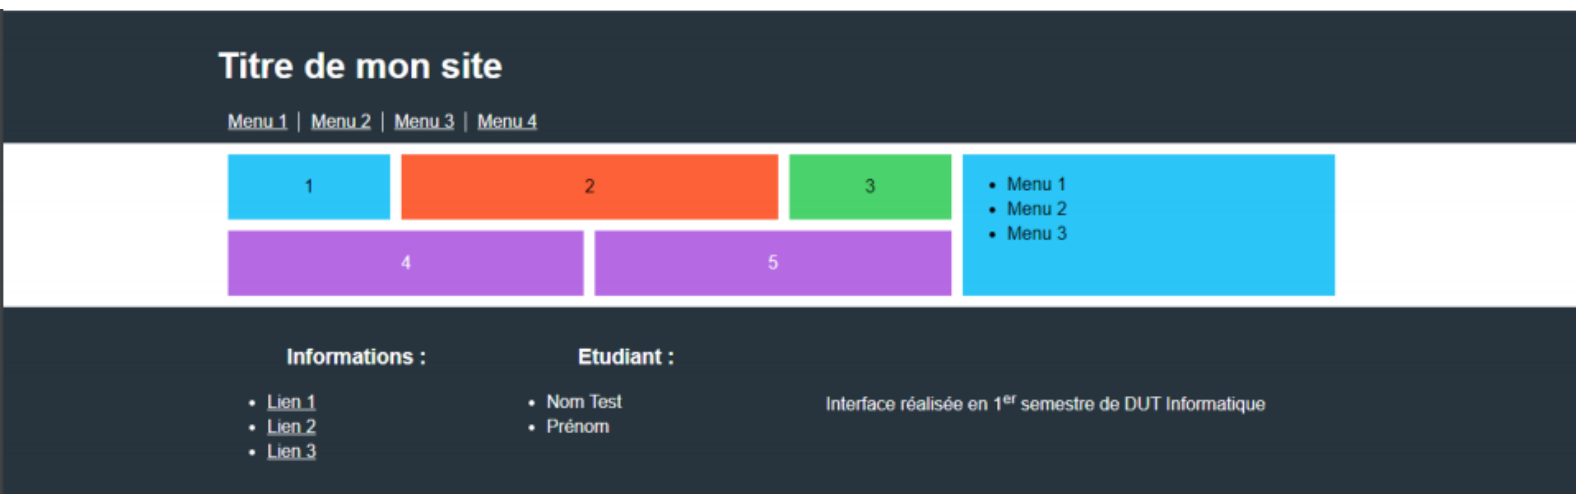 Titre de mon site
Menu 1 | Menu 2 | Menu 3 | Menu 4
1
2
3
4
5
Menu 1
Menu 2
Menu 3
Informations :
Lien 1
Lien 2
Lien 3
Etudiant :
Nom Test
Prénom
Interface réalisée en 1er semestre de DUT Informatique